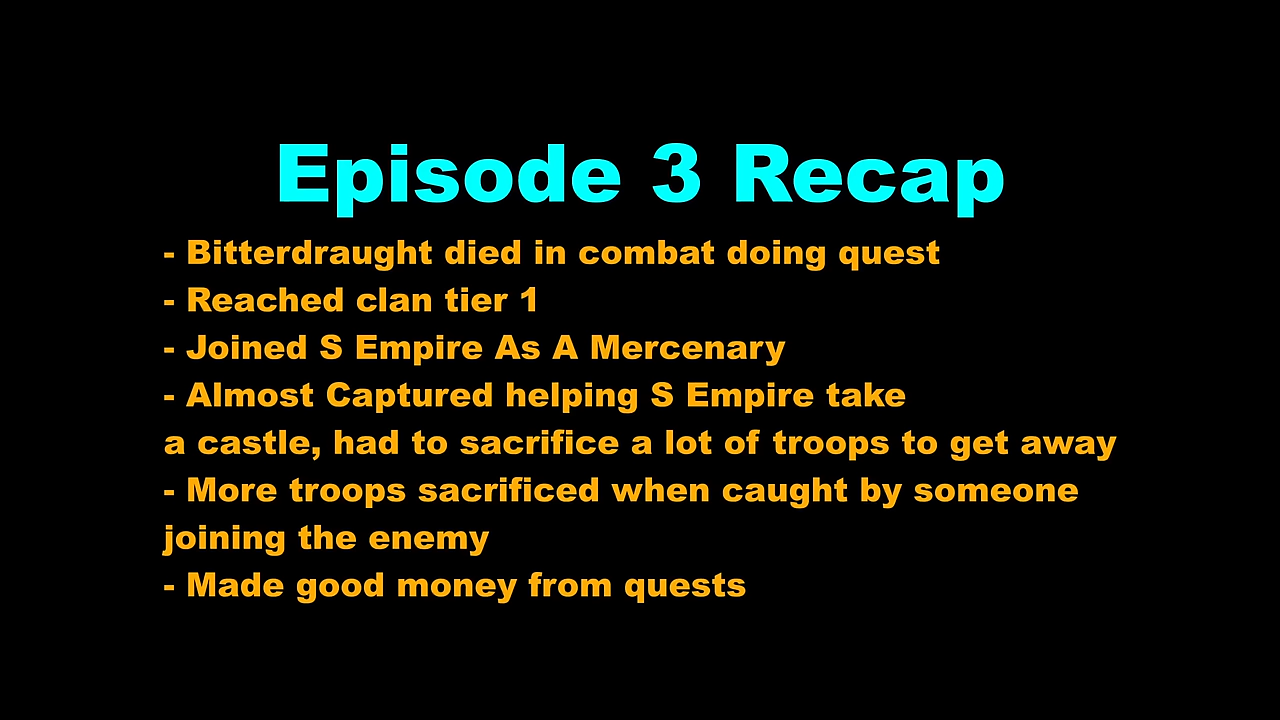 Episode 3 Recap
- Bitterdraught died in combat doing quest
- Reached clan tier 1
- Joined S Empire As A Mercenary
- Almost Captured helping S Empire take
a castle, had to sacrifice a lot of troops to get away
- More troops sacrificed when caught by someone
joining the enemy
- Made good money from quests